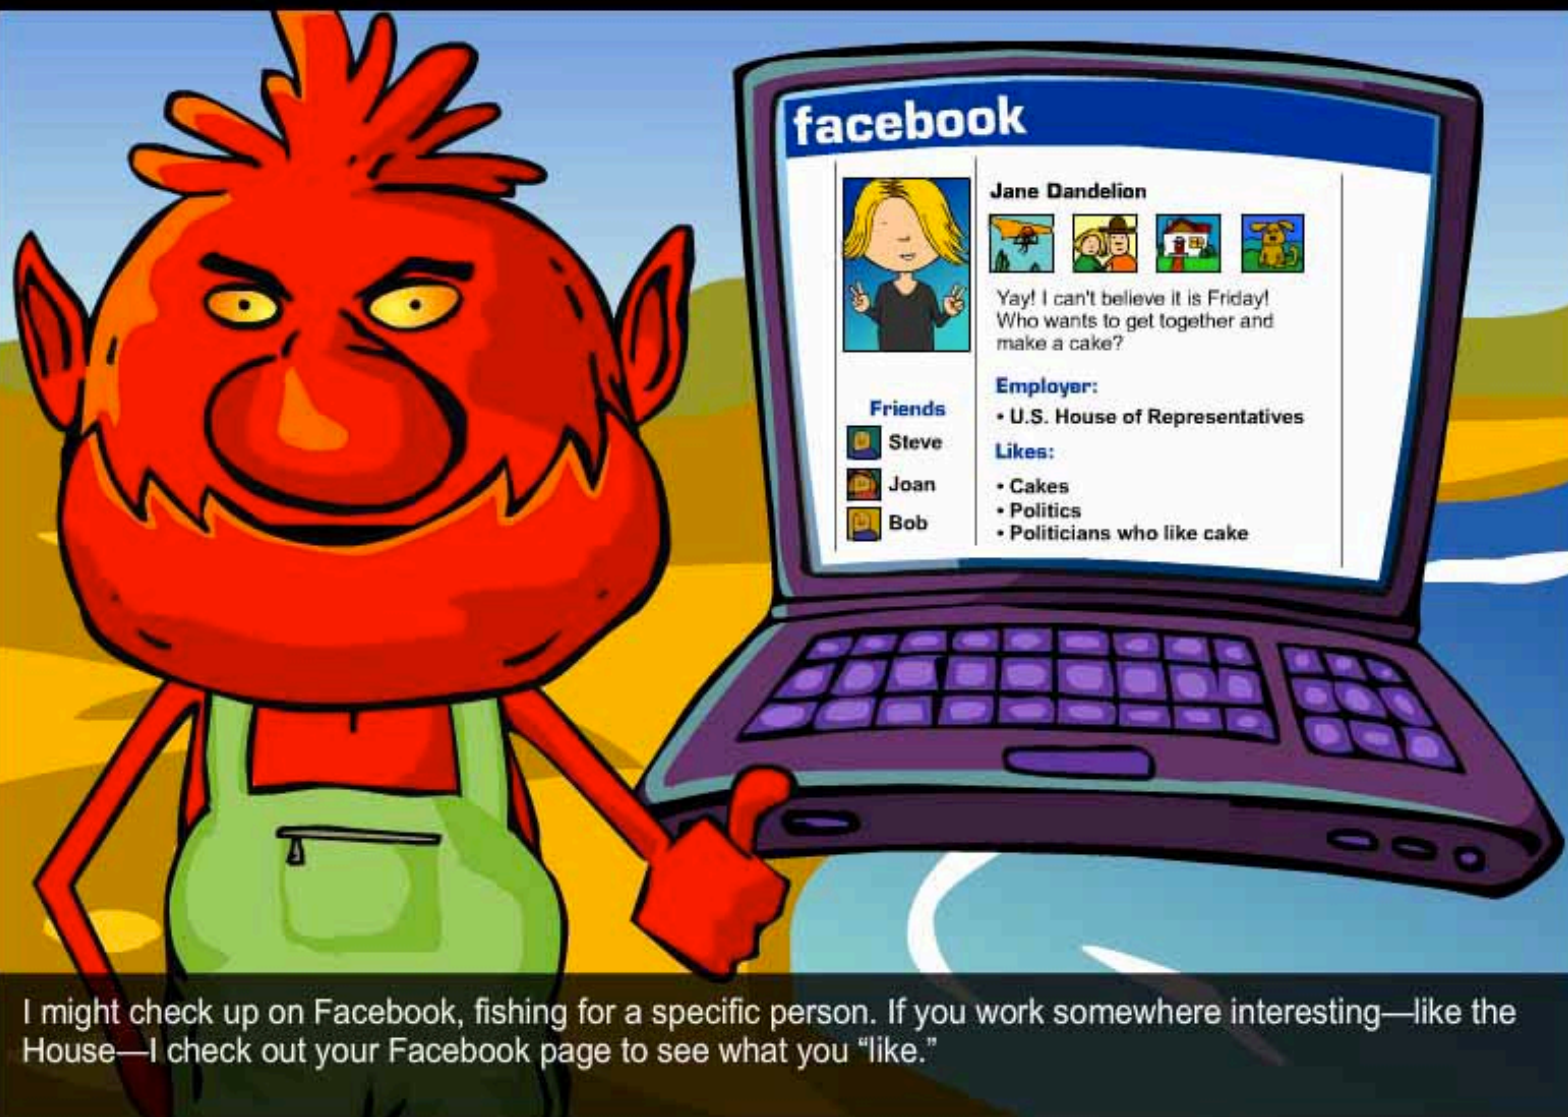 facebook
Jane Dandelion
Yay! I can't believe it is Friday!
Who wants to get together and
make a cake?
Employer:
• U.S. House of Representatives
Likes:
• Cakes
• Politics
• Politicians who like cake
Friends
Steve
Joan
Bob
I might check up on Facebook, fishing for a specific person. If you work somewhere interesting—like the
House—I check out your Facebook page to see what you “like.”